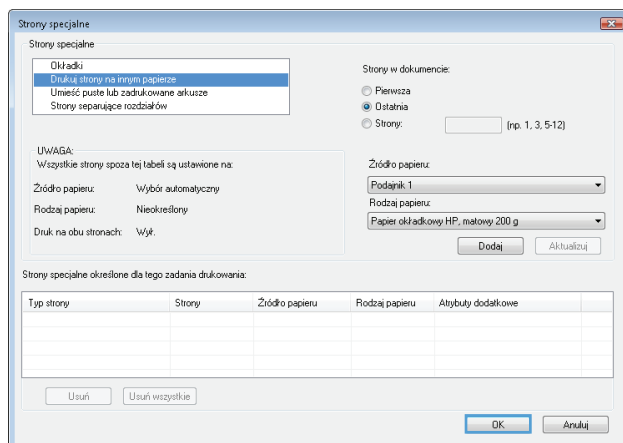 Strony specjalne
Strony specjalne
Okładki
Drukuj strony na innym papierze
Umieść puste lub zadrukowane arkusze
Strony separujące rozdziałów
Strony w dokumencie:
Pierwsza
Ostatnia
Strony:
(np. 1, 3, 5-12)
UWAGA:
Wszystkie strony spoza tej tabeli są ustawione na:
Źródło papieru: Wybór automatyczny
Rodzaj papieru: Nieokreślony
Druk na obu stronach: Wył.
Źródło papieru:
Podajnik 1
Rodzaj papieru:
Papier okładkowy HP, matowy 200 g
Dodaj Aktualizuj
Strony specjalne określone dla tego zadania drukowania:
Typ strony Strony Źródło papieru Rodzaj papieru Atrybuty dodatkowe
Usuń Usuń wszystkie
OK Anuluj